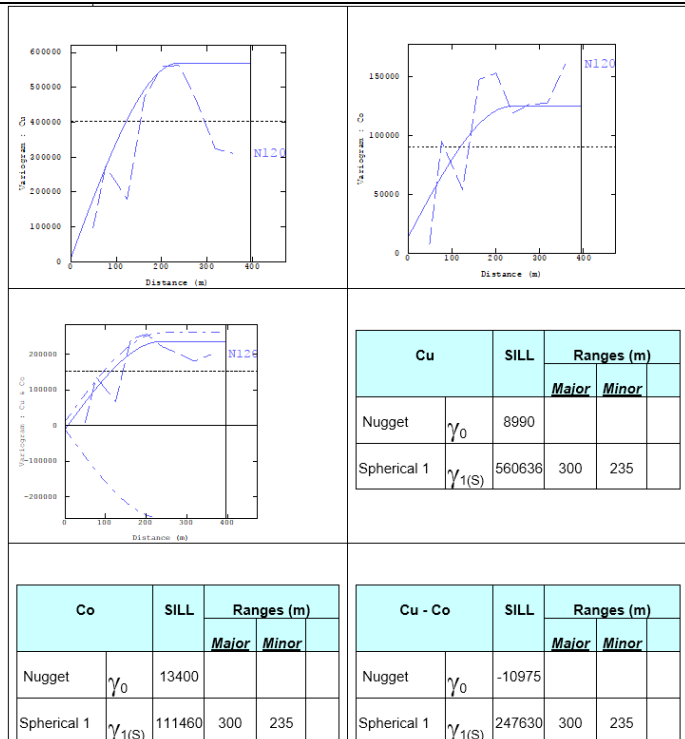 600000
500000
400000
300000
200000
100000
0
Variogram : Cu
N120
0 100 200 300 400
Distance (m)
150000
100000
50000
0
Variogram : Co
N120
0 100 200 300 400
Distance (m)
200000
100000
0
-100000
-200000
Variogram : Cu & Co
N120
0 100 200 300 400
Distance (m)
Cu SILL Ranges (m)
Major Minor
Nugget γ0 8990
Spherical 1 γ1(S) 560636 300 235
Co SILL Ranges (m)
Major Minor
Nugget γ0 13400
Spherical 1 γ1(S) 111460 300 235
Cu - Co SILL Ranges (m)
Major Minor
Nugget γ0 -10975
Spherical 1 γ1(S) 247630 300 235